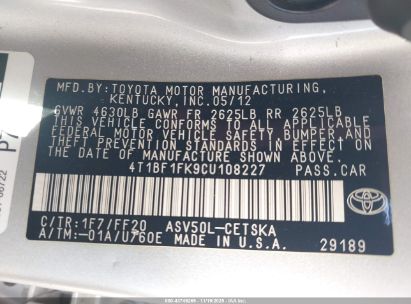 MFD.BY:TOYOTA MOTOR MANUFACTURING,
KENTUCKY,INC.05/12
GVWR 4630LB GAWR FR 2625LB RR 2625LB
THIS VEHICLE CONFORMS TO ALL APPLICABLE
FEDERAL MOTOR VEHICLE SAFETY, BUMPER, AND
THEFT PREVENTION STANDARDS IN EFFECT ON
THE DATE OF MANUFACTURE SHOWN ABOVE.
4T1BF1FK9CU108227 PASS.CAR
C/TR:1F7/FF20 ASV50L-CETSKA
A/TM:-01A/U760E MADE IN U.S.A.
TOYOTA
29189